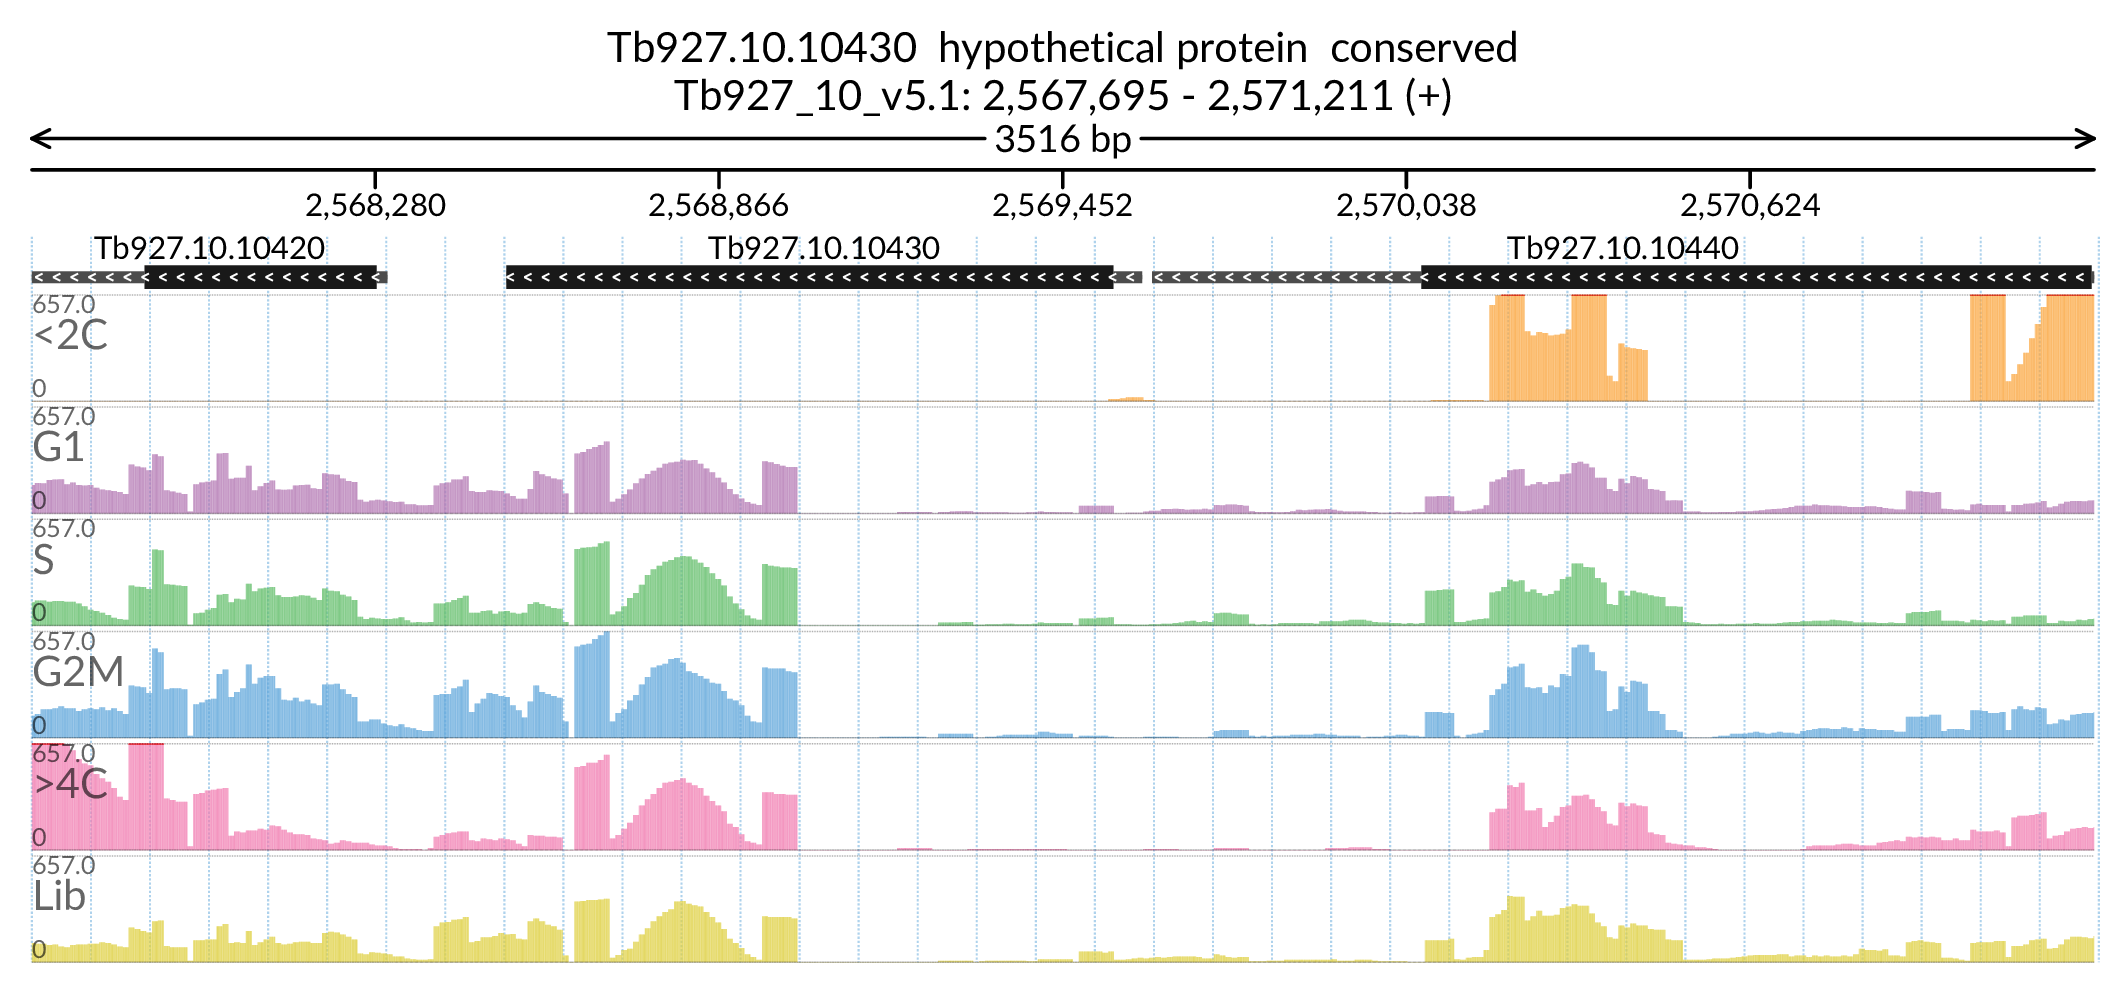 Tb927.10.10430  hypothetical protein  conserved
Tb927_10_v5.1: 2,567,695 - 2,571,211 (+)
3516 bp
2,568,280 2,568,866 2,569,452 2,570,038 2,570,624
Tb927.10.10420 Tb927.10.10430 Tb927.10.10440
657.0
<2C
0
657.0
G1
0
657.0
S
0
657.0
G2M
0
657.0
>4C
0
657.0
Lib
0